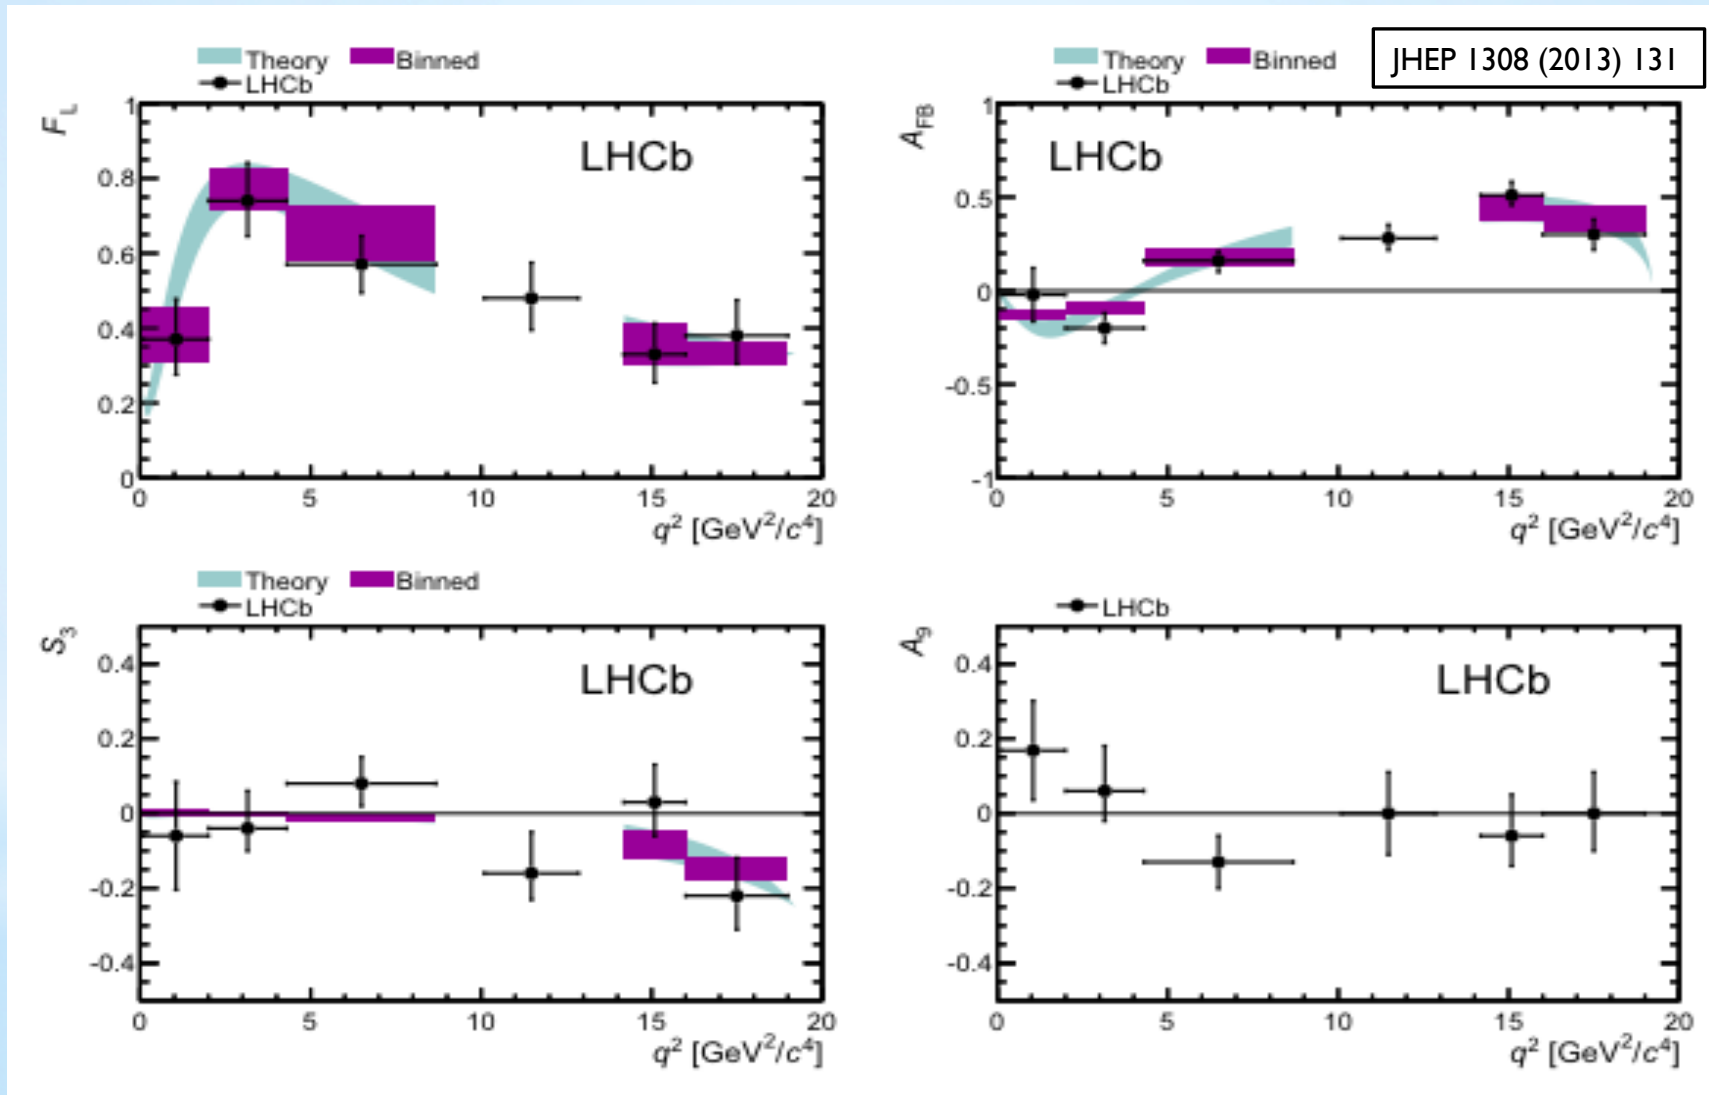 JHEP 1308 (2013) 131
Theory Binned
LHCb
F_L
LHCb
1
0.8
0.6
0.4
0.2
0
0 5 10 15 20
q² [GeV²/c⁴]
Theory Binned
LHCb
A_FB
LHCb
1
0.5
0
-0.5
-1
0 5 10 15 20
q² [GeV²/c⁴]
Theory Binned
LHCb
S_3
LHCb
0.4
0.2
0
-0.2
-0.4
0 5 10 15 20
q² [GeV²/c⁴]
LHCb
A_9
LHCb
0.4
0.2
0
-0.2
-0.4
0 5 10 15 20
q² [GeV²/c⁴]